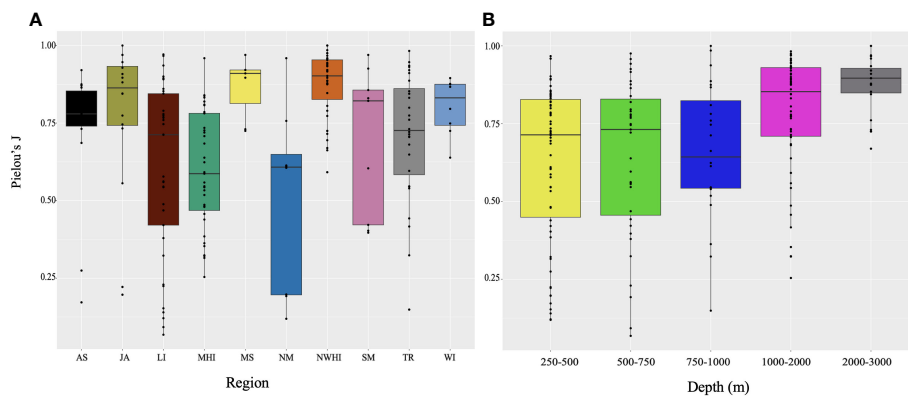 A
Pielou's J
1.00
0.75
0.50
0.25
AS JA LI MHI MS NM NWHI SM TR WI
Region
B
1.00
0.75
0.50
0.25
250-500 500-750 750-1000 1000-2000 2000-3000
Depth (m)